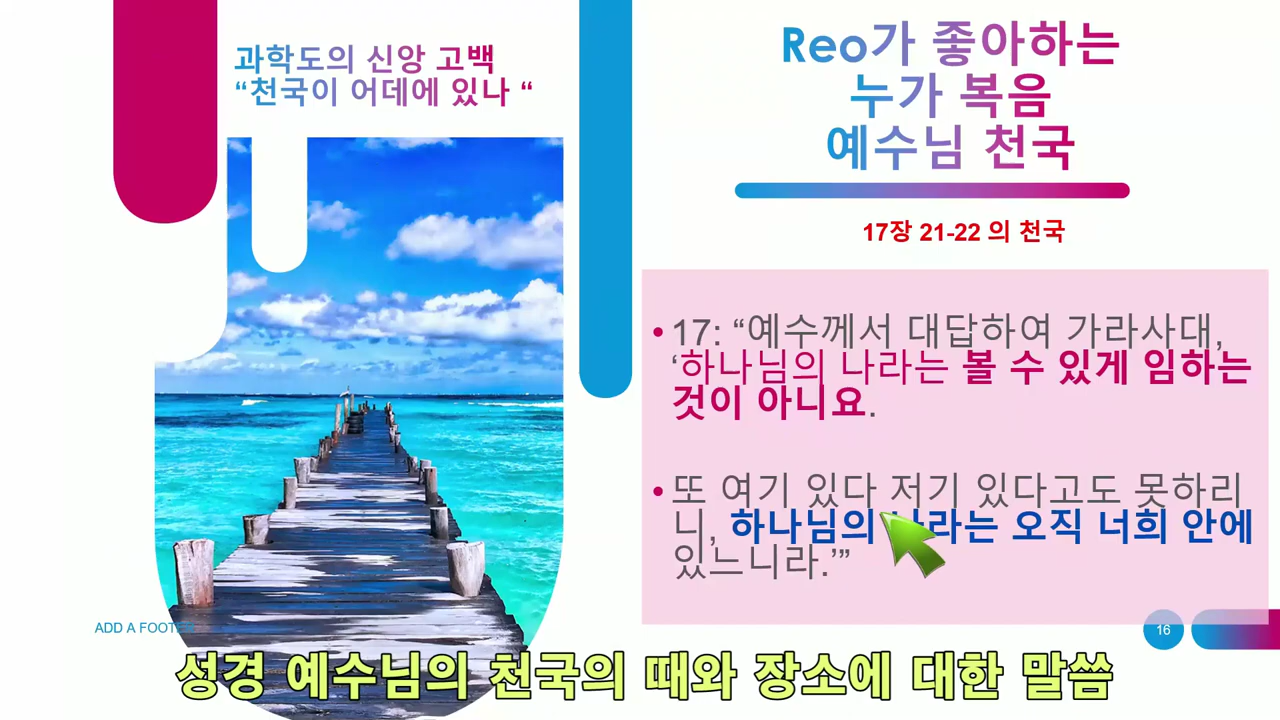 과학도의 신앙 고백
“천국이 어데에 있나 “
Reo가 좋아하는
누가 복음
예수님 천국
17장 21-22 의 천국
• 17: “예수께서 대답하여 가라사대,
‘하나님의 나라는 볼 수 있게 임하는
것이 아니요.
• 또 여기 있다 저기 있다고도 못하리
니, 하나님의 나라는 오직 너희 안에
있느니라.’”
ADD A FOOTER
16
성경 예수님의 천국의 때와 장소에 대한 말씀